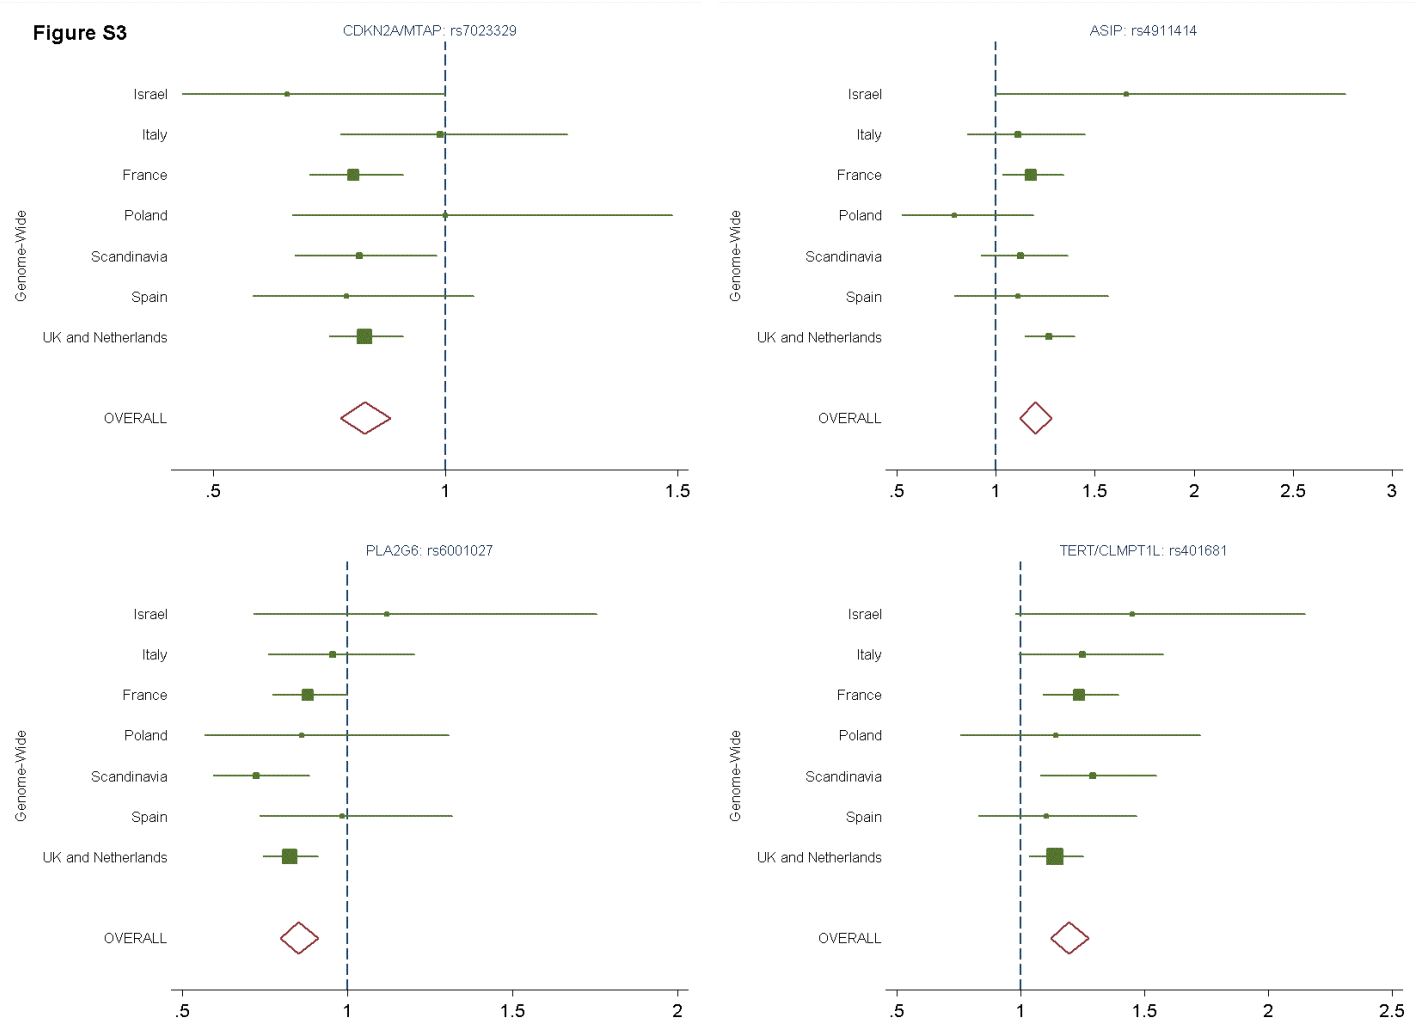 Figure S3
CDKN2A/MTAP: rs7023329
Genome-Wide
Israel
Italy
France
Poland
Scandinavia
Spain
UK and Netherlands
OVERALL
.5 1 1.5
ASIP: rs4911414
Genome-Wide
Israel
Italy
France
Poland
Scandinavia
Spain
UK and Netherlands
OVERALL
.5 1 1.5 2 2.5 3
PLA2G6: rs6001027
Genome-Wide
Israel
Italy
France
Poland
Scandinavia
Spain
UK and Netherlands
OVERALL
.5 1 1.5 2
TERT/CLMPT1L: rs401681
Genome-Wide
Israel
Italy
France
Poland
Scandinavia
Spain
UK and Netherlands
OVERALL
.5 1 1.5 2 2.5